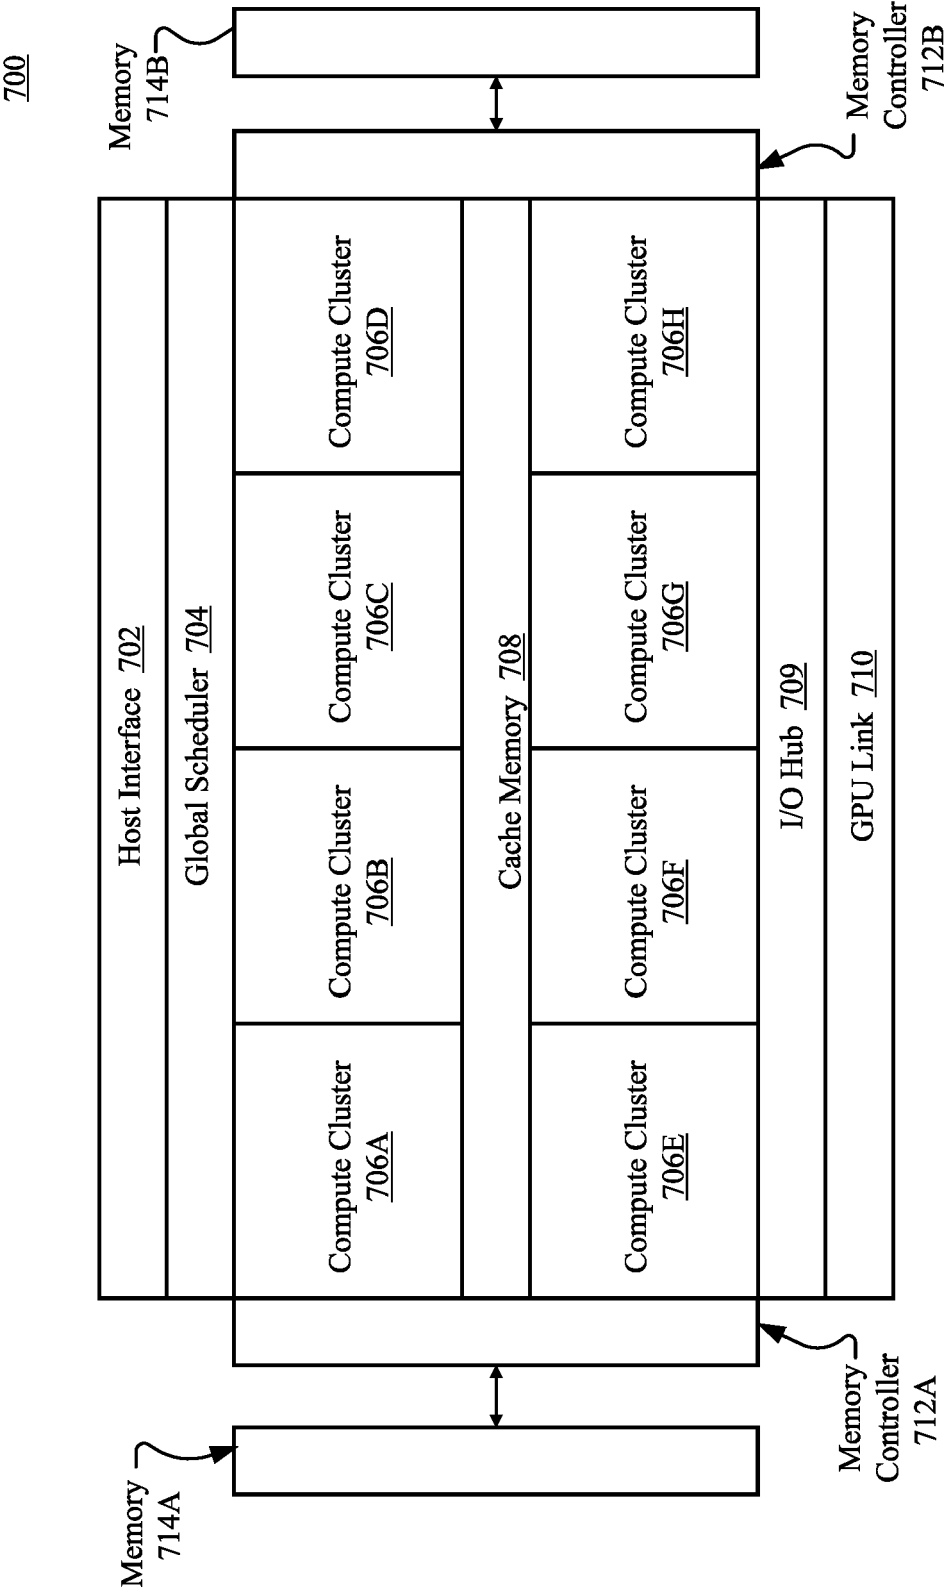 700
Host Interface 702
Global Scheduler 704
Compute Cluster
706A
Compute Cluster
706B
Compute Cluster
706C
Compute Cluster
706D
Cache Memory 708
Compute Cluster
706E
Compute Cluster
706F
Compute Cluster
706G
Compute Cluster
706H
I/O Hub 709
GPU Link 710
Memory
714A
Memory
714B
Memory
Controller
712A
Memory
Controller
712B